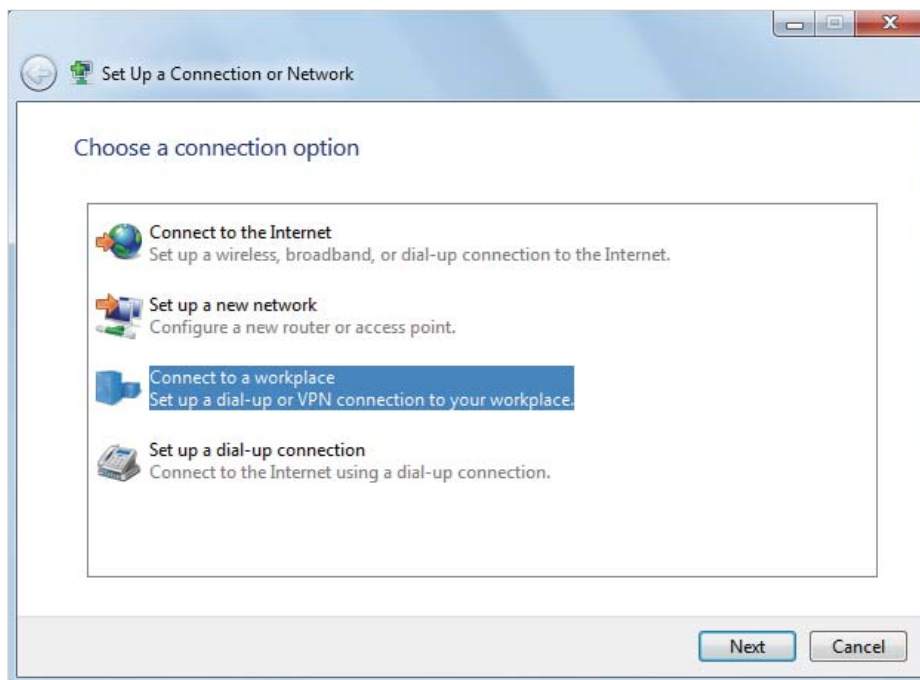 Set Up a Connection or Network
Choose a connection option
Connect to the Internet
Set up a wireless, broadband, or dial-up connection to the Internet.
Set up a new network
Configure a new router or access point.
Connect to a workplace
Set up a dial-up or VPN connection to your workplace.
Set up a dial-up connection
Connect to the Internet using a dial-up connection.
Next Cancel